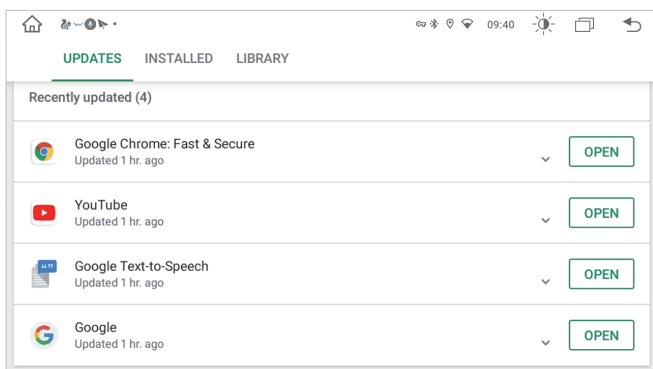 09:40
UPDATES INSTALLED LIBRARY
Recently updated (4)
Google Chrome: Fast & Secure
Updated 1 hr. ago
OPEN
YouTube
Updated 1 hr. ago
OPEN
Google Text-to-Speech
Updated 1 hr. ago
OPEN
Google
Updated 1 hr. ago
OPEN